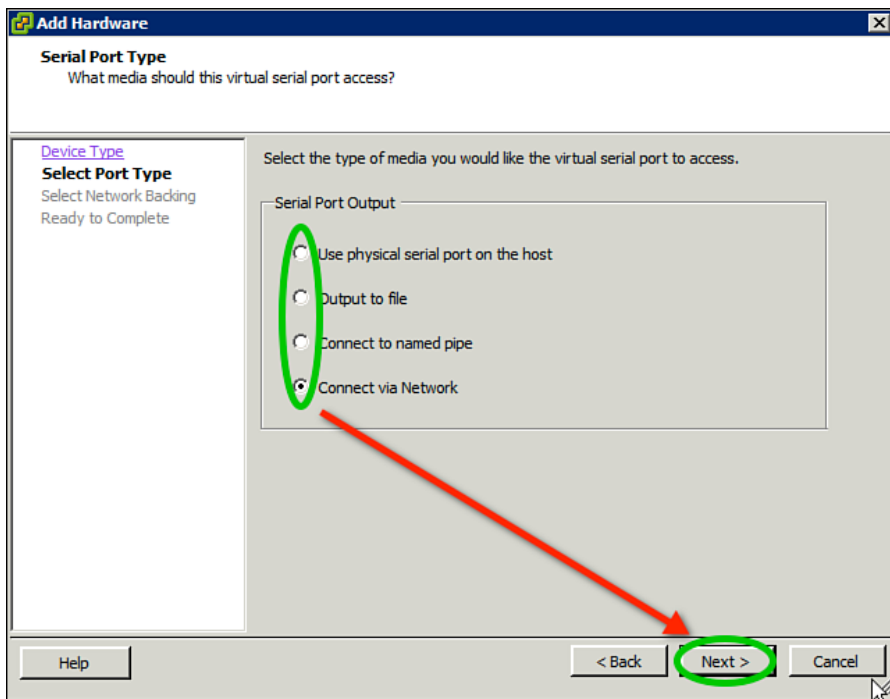 Add Hardware
Serial Port Type
What media should this virtual serial port access?
Device Type
Select Port Type
Select Network Backing
Ready to Complete
Select the type of media you would like the virtual serial port to access.
Serial Port Output
Use physical serial port on the host
Output to file
Connect to named pipe
Connect via Network
Help
< Back
Next >
Cancel